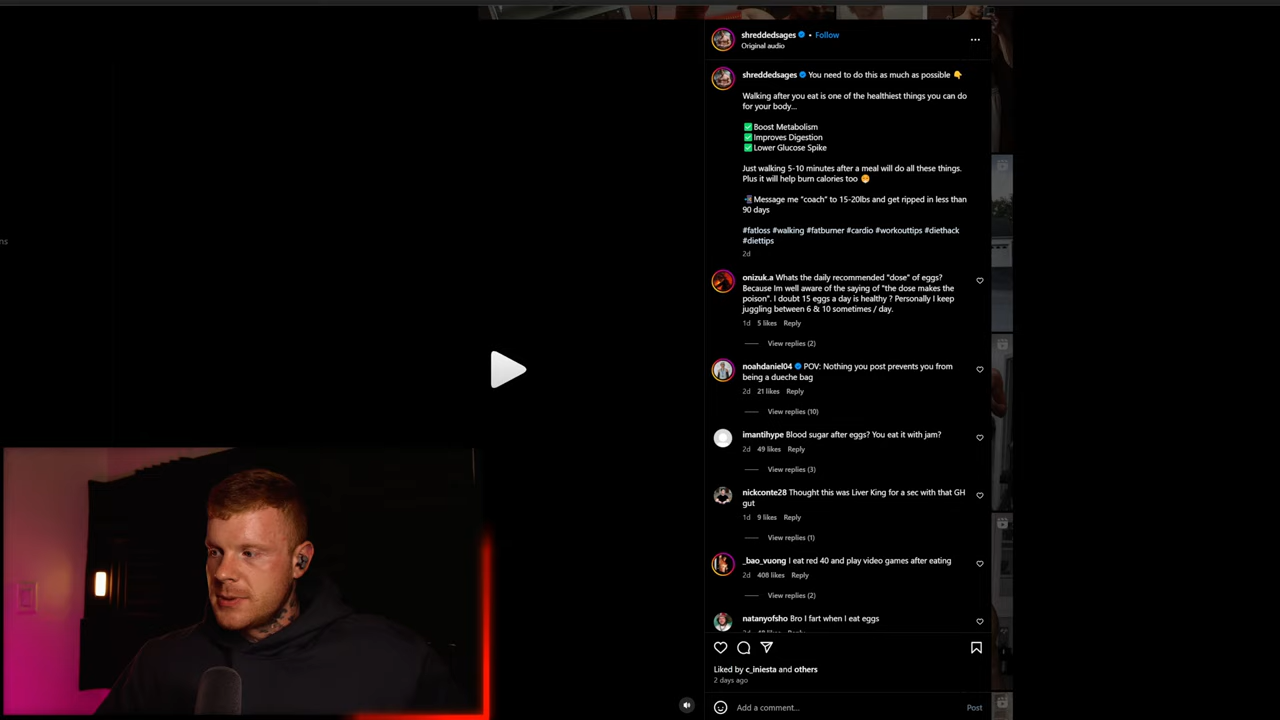 shreddedsages • Follow
Original audio
shreddedsages You need to do this as much as possible 👇
Walking after you eat is one of the healthiest things you can do
for your body...
✅Boost Metabolism
✅Improves Digestion
✅Lower Glucose Spike
Just walking 5-10 minutes after a meal will do all these things.
Plus it will help burn calories too 😁
📲Message me "coach" to 15-20lbs and get ripped in less than
90 days
#fatloss #walking #fatburner #cardio #workouttips #diethack
#diettips
2d
ns
onizuk.a Whats the daily recommended "dose" of eggs?
Because Im well aware of the saying of "the dose makes the
poison". I doubt 15 eggs a day is healthy ? Personally I keep
juggling between 6 & 10 sometimes / day.
1d 5 likes Reply
View replies (2)
noahdaniel04 POV: Nothing you post prevents you from
being a dueche bag
2d 21 likes Reply
View replies (10)
imantihype Blood sugar after eggs? You eat it with jam?
2d 49 likes Reply
View replies (3)
nickconte28 Thought this was Liver King for a sec with that GH
gut
1d 9 likes Reply
View replies (1)
_bao_vuong I eat red 40 and play video games after eating
2d 408 likes Reply
View replies (2)
natanyofsho Bro I fart when I eat eggs
Liked by c_iniesta and others
2 days ago
Add a comment...
Post